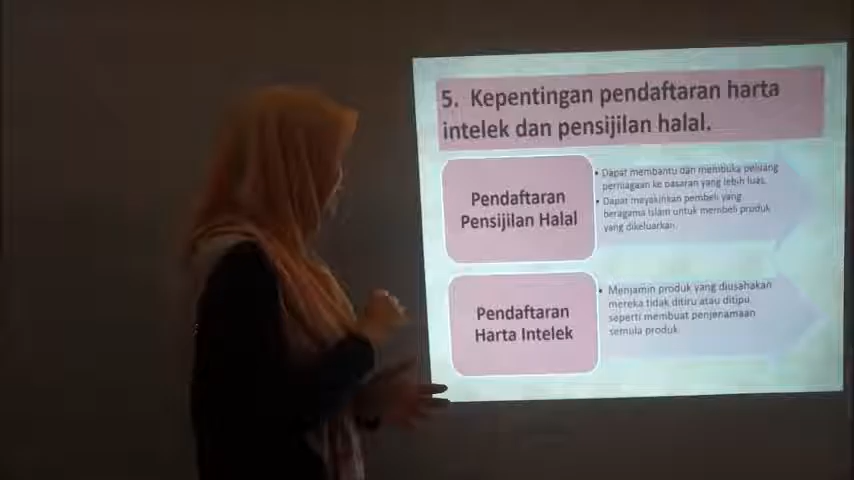 5. Kepentingan pendaftaran harta
intelek dan pensijilan halal.
Pendaftaran
Pensijilan Halal
• Dapat membantu dan membuka peluang
perniagaan ke pasaran yang lebih luas.
• Dapat meyakinkan pembeli yang
beragama Islam untuk membeli produk
yang dikeluarkan.
Pendaftaran
Harta Intelek
• Menjamin produk yang diusahakan
mereka tidak ditiru atau ditipu
seperti membuat penjenamaan
semula produk.